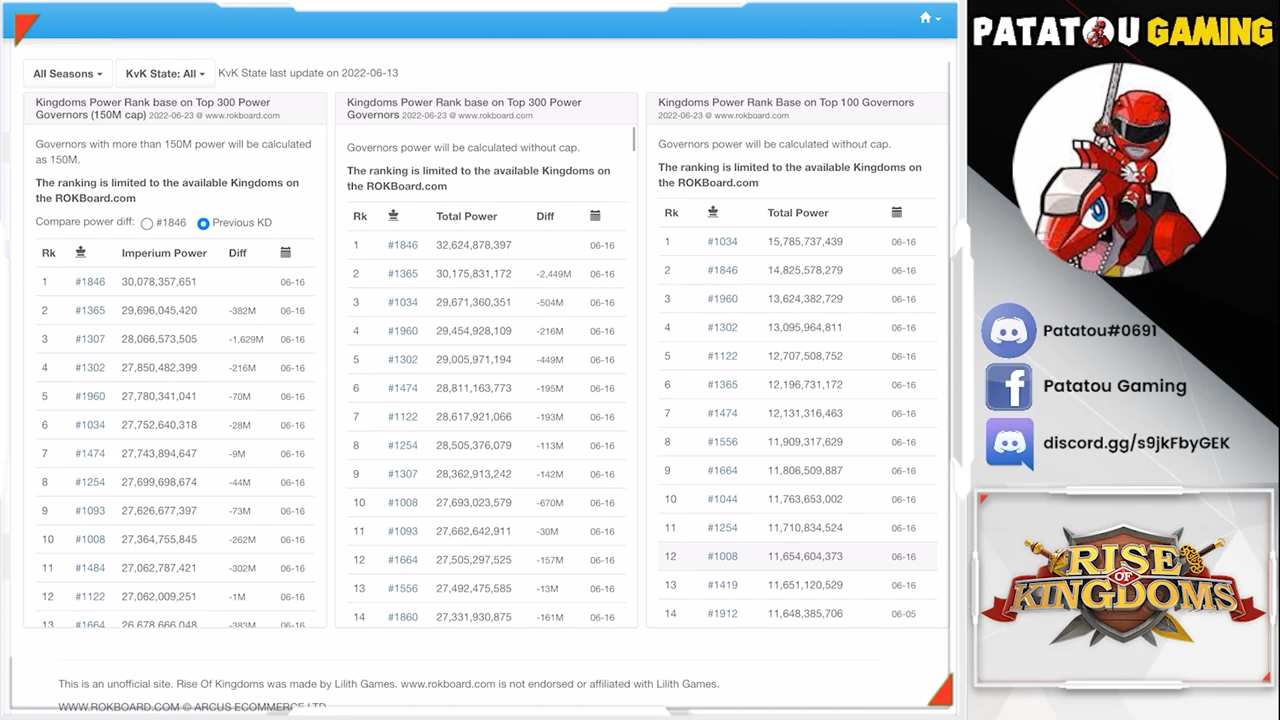 PATATOU GAMING
All Seasons
KvK State: All
KvK State last update on 2022-06-13
Kingdoms Power Rank base on Top 300 Power
Governors (150M cap) 2022-06-23 @ www.rokboard.com
Governors with more than 150M power will be calculated
as 150M.
The ranking is limited to the available Kingdoms on
the ROKBoard.com
Compare power diff: #1846 Previous KD
Rk Imperium Power Diff
1 #1846 30,078,357,651 06-16
2 #1365 29,696,045,420 -382M 06-16
3 #1307 28,066,573,505 -1,629M 06-16
4 #1302 27,850,482,399 -216M 06-16
5 #1960 27,780,341,041 -70M 06-16
6 #1034 27,752,640,318 -28M 06-16
7 #1474 27,743,894,647 -9M 06-16
8 #1254 27,699,698,674 -44M 06-16
9 #1093 27,626,677,397 -73M 06-16
10 #1008 27,364,755,845 -262M 06-16
11 #1484 27,062,787,421 -302M 06-16
12 #1122 27,062,009,251 -1M 06-16
13 #1664 26,678,666,048 -383M 06-16
Kingdoms Power Rank base on Top 300 Power
Governors 2022-06-23 @ www.rokboard.com
Governors power will be calculated without cap.
The ranking is limited to the available Kingdoms on
the ROKBoard.com
Rk Total Power Diff
1 #1846 32,624,878,397 06-16
2 #1365 30,175,831,172 -2,449M 06-16
3 #1034 29,671,360,351 -504M 06-16
4 #1960 29,454,928,109 -216M 06-16
5 #1302 29,005,971,194 -449M 06-16
6 #1474 28,811,163,773 -195M 06-16
7 #1122 28,617,921,066 -193M 06-16
8 #1254 28,505,376,079 -113M 06-16
9 #1307 28,362,913,242 -142M 06-16
10 #1008 27,693,023,579 -670M 06-16
11 #1093 27,662,642,911 -30M 06-16
12 #1664 27,505,297,525 -157M 06-16
13 #1556 27,492,475,585 -13M 06-16
14 #1860 27,331,930,875 -161M 06-16
Kingdoms Power Rank Base on Top 100 Governors
2022-06-23 @ www.rokboard.com
Governors power will be calculated without cap.
The ranking is limited to the available Kingdoms on
the ROKBoard.com
Rk Total Power
1 #1034 15,785,737,439 06-16
2 #1846 14,825,578,279 06-16
3 #1960 13,624,382,729 06-16
4 #1302 13,095,964,811 06-16
5 #1122 12,707,508,752 06-16
6 #1365 12,196,731,172 06-16
7 #1474 12,131,316,463 06-16
8 #1556 11,909,317,629 06-16
9 #1664 11,806,509,887 06-16
10 #1044 11,763,653,002 06-16
11 #1254 11,710,834,524 06-16
12 #1008 11,654,604,373 06-16
13 #1419 11,651,120,529 06-16
14 #1912 11,648,385,706 06-05
Patatou#0691
Patatou Gaming
discord.gg/s9jkFbyGEK
RISE
OF
KINGDOMS
This is an unofficial site. Rise Of Kingdoms was made by Lilith Games. www.rokboard.com is not endorsed or affiliated with Lilith Games.
WWW.ROKBOARD.COM © ARCUS ECOMMERCE LTD